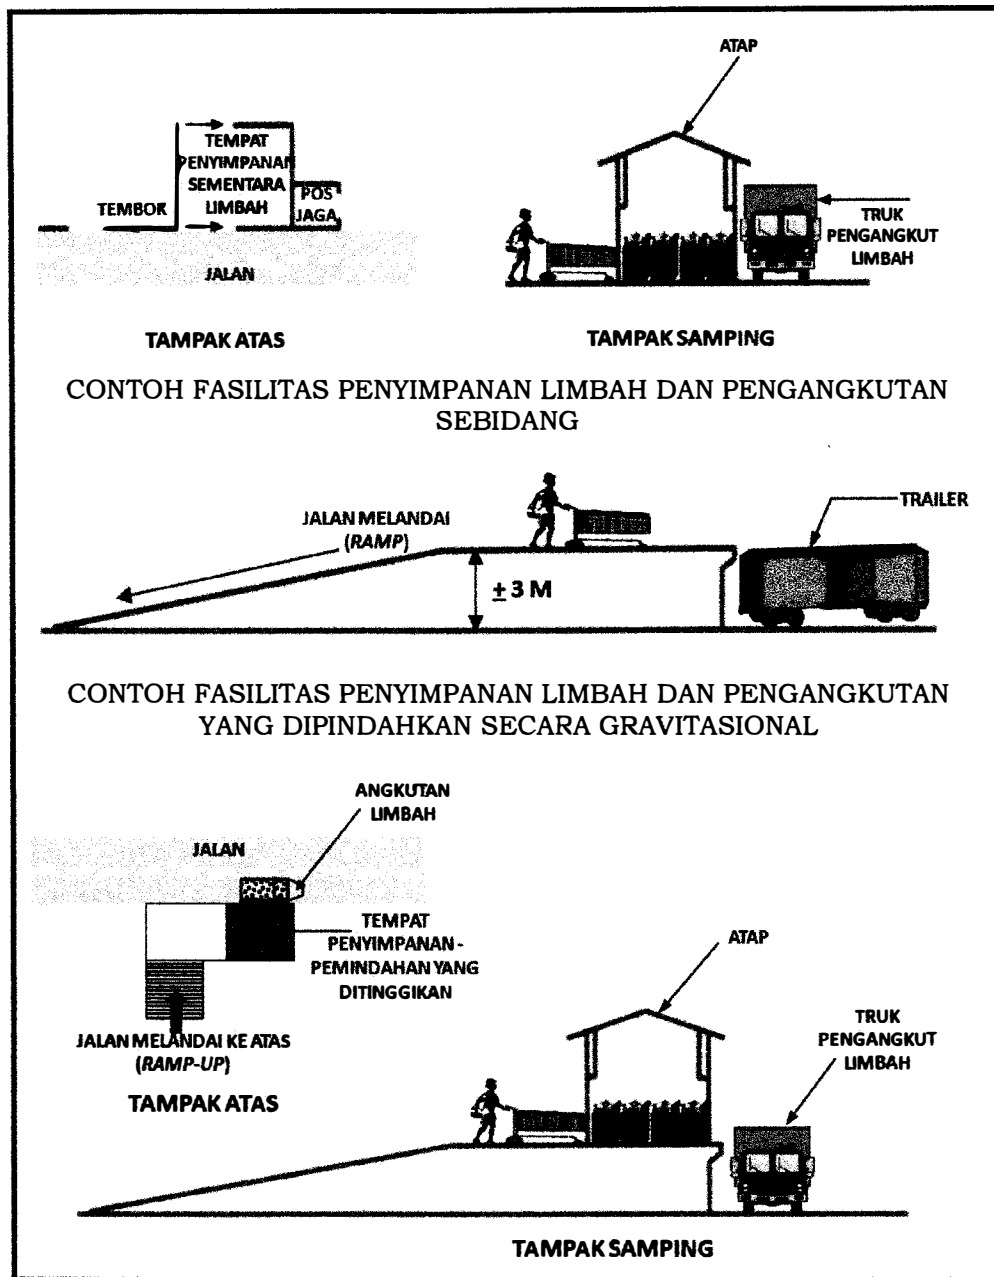 ATAP
TEMPAT
PENYIMPANAN
SEMENTARA
LIMBAH
TEMBOK
POS
JAGA
JALAN
TRUK
PENGANGKUT
LIMBAH
TAMPAK ATAS
TAMPAK SAMPING
CONTOH FASILITAS PENYIMPANAN LIMBAH DAN PENGANGKUTAN
SEBIDANG
JALAN MELANDAI
(RAMP)
± 3 M
TRAILER
CONTOH FASILITAS PENYIMPANAN LIMBAH DAN PENGANGKUTAN
YANG DIPINDAHKAN SECARA GRAVITASIONAL
ANGKUTAN
LIMBAH
JALAN
TEMPAT
PENYIMPANAN -
PEMINDAHAN YANG
DITINGGIKAN
JALAN MELANDAI KE ATAS
(RAMP-UP)
TAMPAK ATAS
ATAP
TRUK
PENGANGKUT
LIMBAH
TAMPAK SAMPING